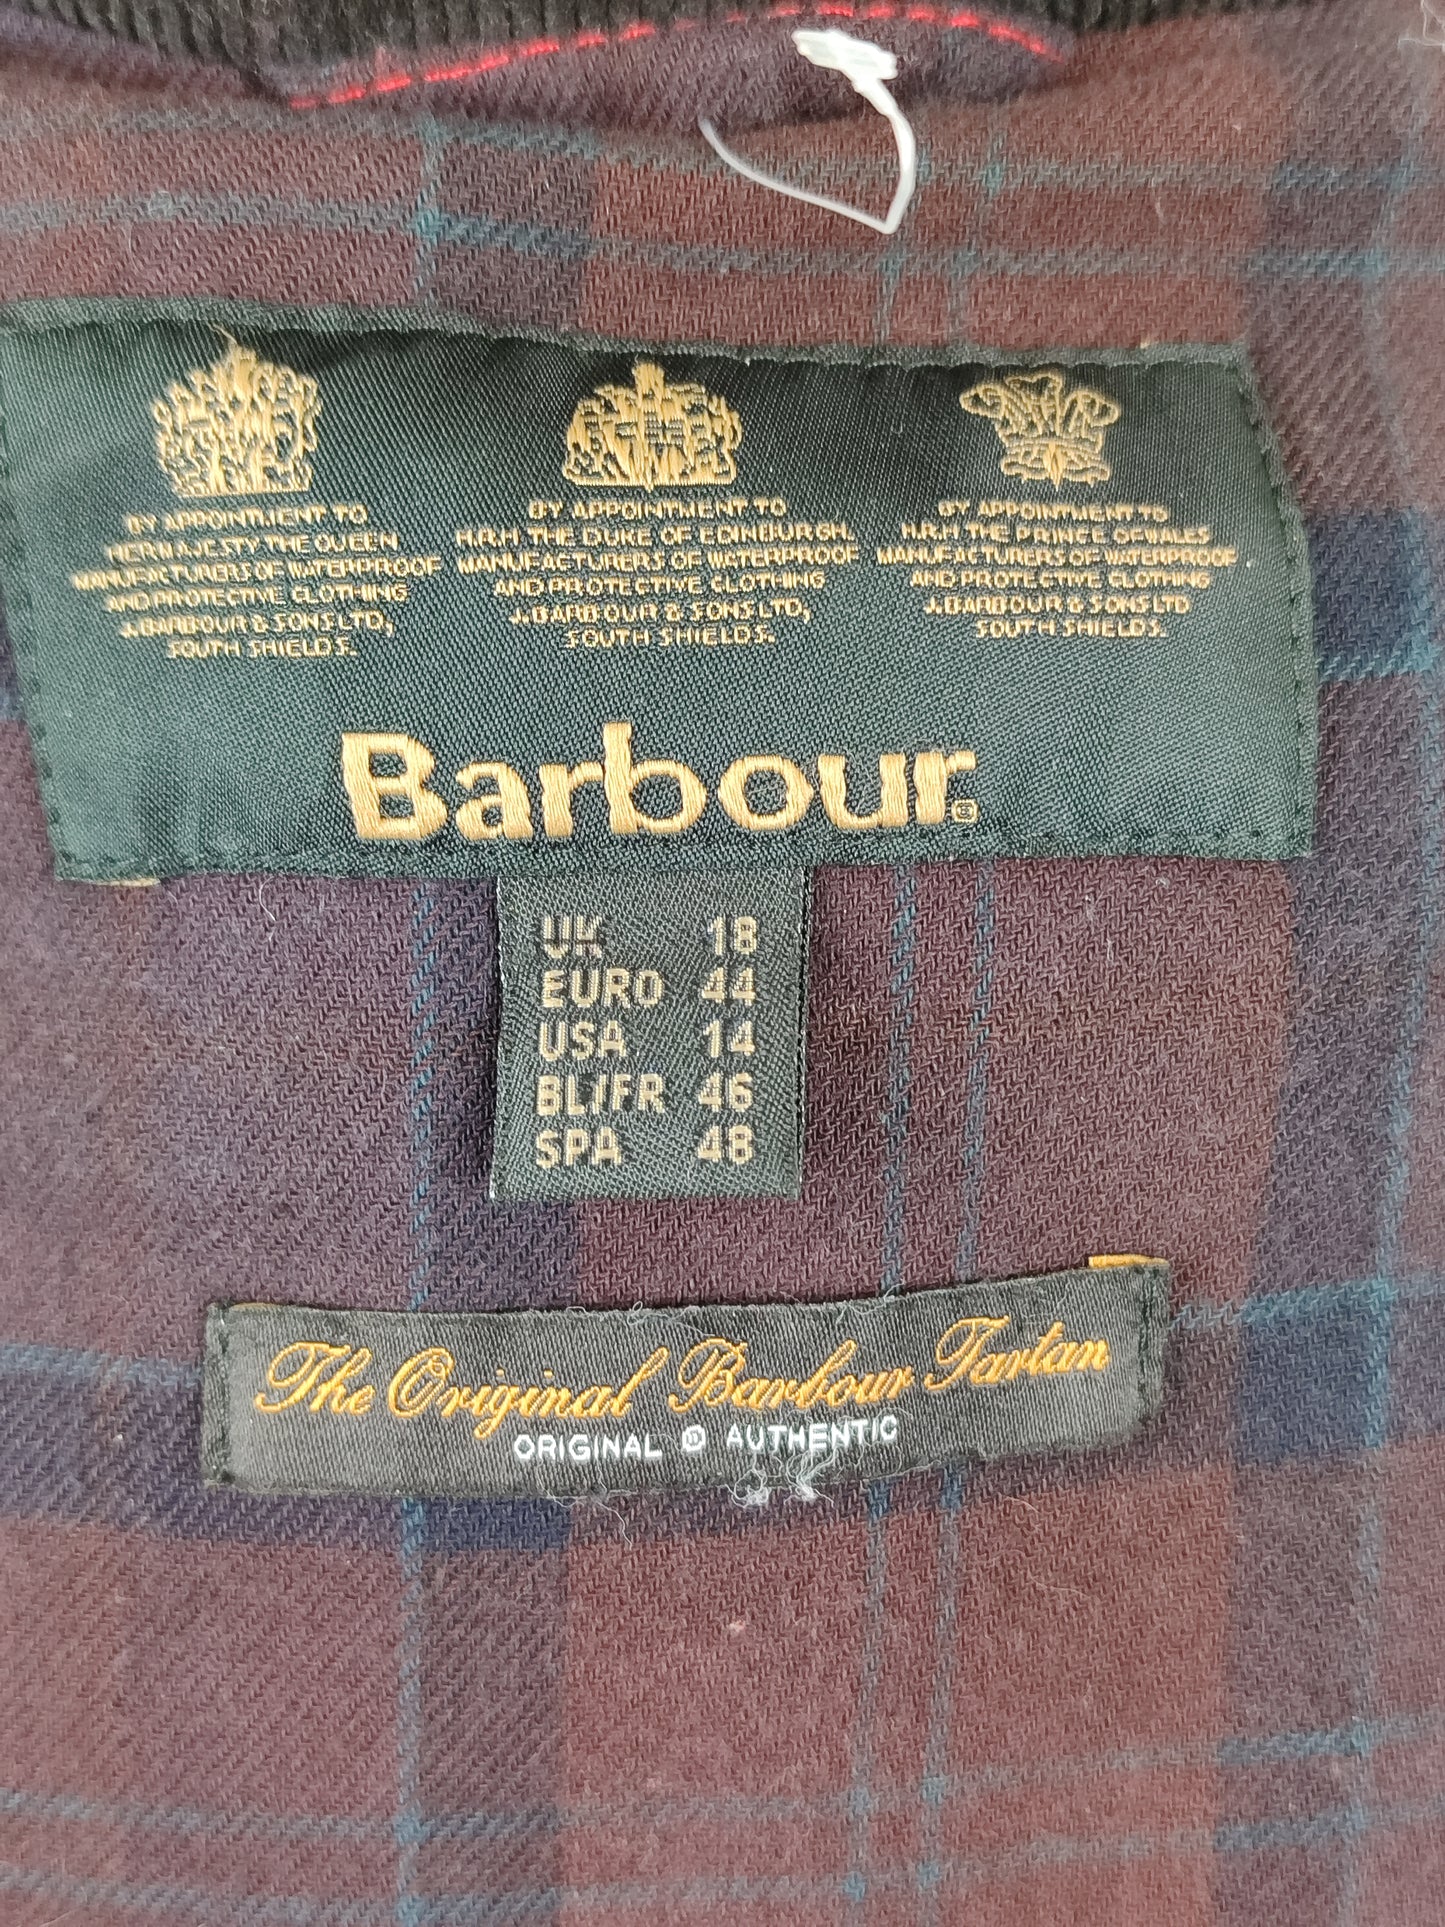 BY APPOINTMENT TO
HER MAJESTY THE QUEEN
MANUFACTURERS OF WATERPROOF
AND PROTECTIVE CLOTHING
J. BARBOUR & SONS LTD,
SOUTH SHIELDS.
BY APPOINTMENT TO
H.R.H. THE DUKE OF EDINBURGH,
MANUFACTURERS OF WATERPROOF
AND PROTECTIVE CLOTHING
J. BARBOUR & SONS LTD,
SOUTH SHIELDS.
BY APPOINTMENT TO
H.R.H. THE PRINCE OF WALES
MANUFACTURERS OF WATERPROOF
AND PROTECTIVE CLOTHING
J. BARBOUR & SONS LTD
SOUTH SHIELDS.
Barbour®
UK 18
EURO 44
USA 14
BL/FR 46
SPA 48
The Original Barbour Tartan
ORIGINAL ® AUTHENTIC